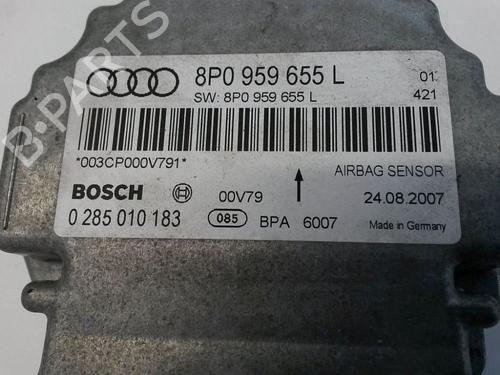 8P0 959 655 L
01
SW: 8P0 959 655 L
421
*003CP000V791*
AIRBAG SENSOR
BOSCH
00V79
24.08.2007
0 285 010 183
085
BPA 6007
Made in Germany
B-PARTS